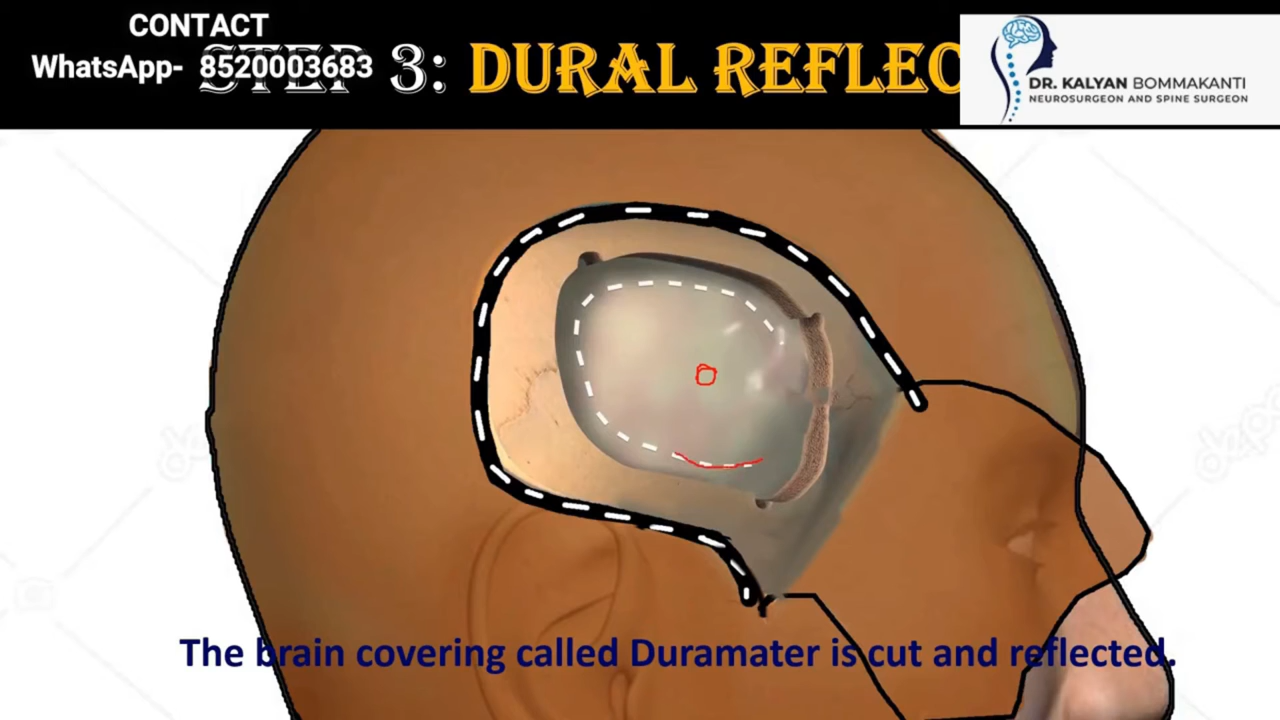 CONTACT
WhatsApp- 8520003683
STEP 3: DURAL REFLEC
DR. KALYAN BOMMAKANTI
NEUROSURGEON AND SPINE SURGEON
The brain covering called Duramater is cut and reflected.